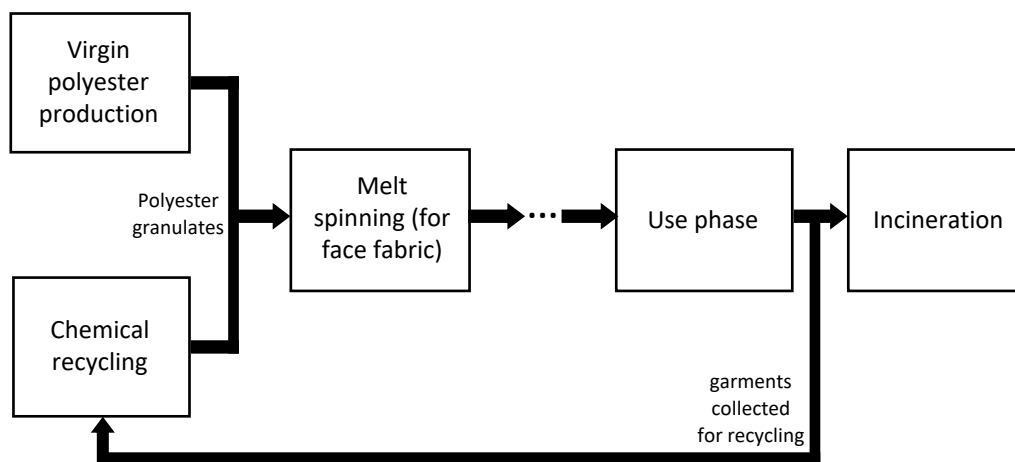 Virgin
polyester
production
Polyester
granulates
Chemical
recycling
Melt
spinning (for
face fabric)
...
Use phase
Incineration
garments
collected
for recycling